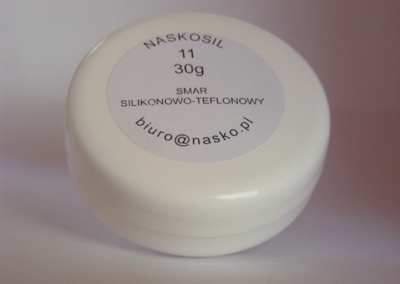 NASKOSIL
11
30g
SMAR
SILIKONOWO-TEFLONOWY
biuro@nasko.pl